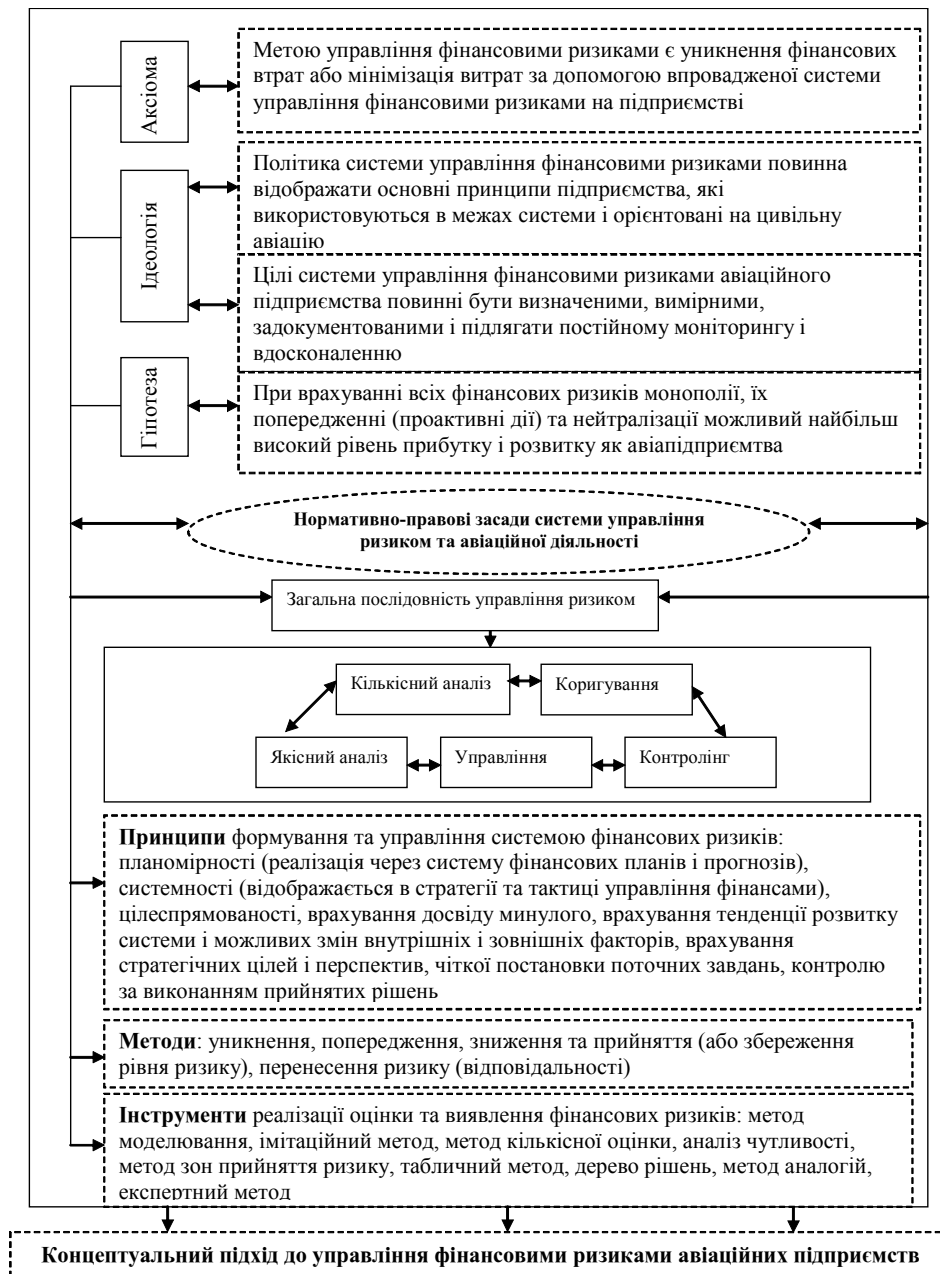 Аксіома
Метою управління фінансовими ризиками є уникнення фінансових
втрат або мінімізація витрат за допомогою впровадженої системи
управління фінансовими ризиками на підприємстві
Ідеологія
Політика системи управління фінансовими ризиками повинна
відображати основні принципи підприємства, які
використовуються в межах системи і орієнтовані на цивільну
авіацію
Цілі системи управління фінансовими ризиками авіаційного
підприємства повинні бути визначеними, вимірними,
задокументованими і підлягати постійному моніторингу і
вдосконаленню
Гіпотеза
При врахуванні всіх фінансових ризиків монополії, їх
попередженні (проактивні дії) та нейтралізації можливий найбільш
високий рівень прибутку і розвитку як авіапідприємтва
Нормативно-правові засади системи управління
ризиком та авіаційної діяльності
Загальна послідовність управління ризиком
Кількісний аналіз
Коригування
Якісний аналіз
Управління
Контролінг
Принципи формування та управління системою фінансових ризиків:
планомірності (реалізація через систему фінансових планів і прогнозів),
системності (відображається в стратегії та тактиці управління фінансами),
цілеспрямованості, врахування досвіду минулого, врахування тенденції розвитку
системи і можливих змін внутрішніх і зовнішніх факторів, врахування
стратегічних цілей і перспектив, чіткої постановки поточних завдань, контролю
за виконанням прийнятих рішень
Методи: уникнення, попередження, зниження та прийняття (або збереження
рівня ризику), перенесення ризику (відповідальності)
Інструменти реалізації оцінки та виявлення фінансових ризиків: метод
моделювання, імітаційний метод, метод кількісної оцінки, аналіз чутливості,
метод зон прийняття ризику, табличний метод, дерево рішень, метод аналогій,
експертний метод
Концептуальний підхід до управління фінансовими ризиками авіаційних підприємств